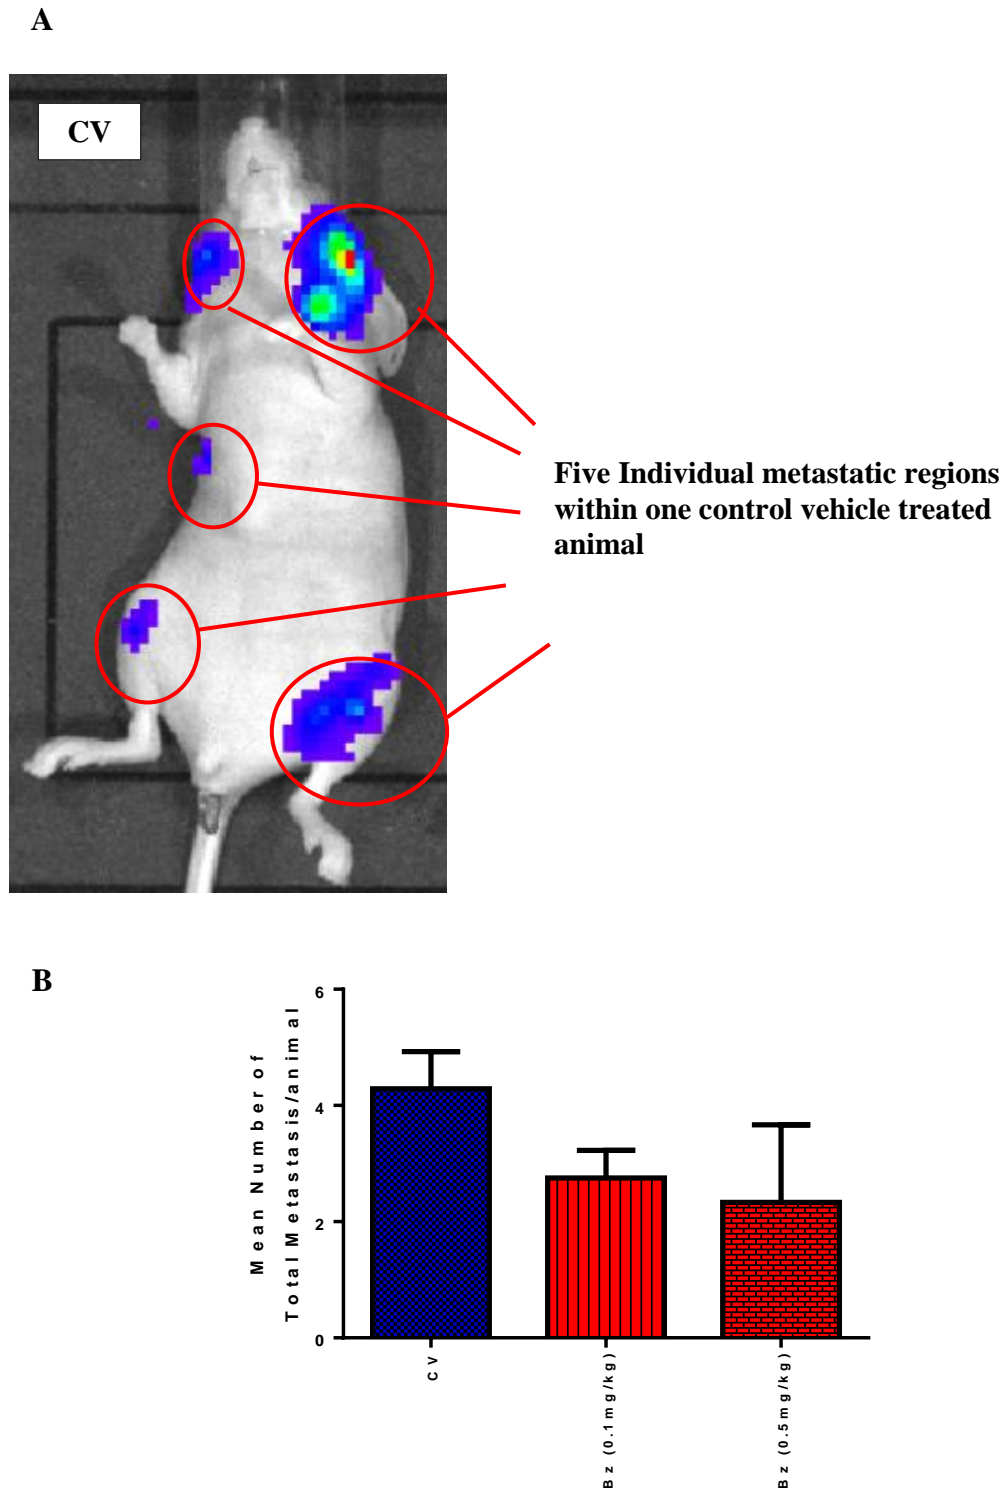 A
CV
Five Individual metastatic regions
within one control vehicle treated
animal
B
Mean Number of
Total Metastasis/animal
6
4
2
0
CV
Bz (0.1mg/kg)
Bz (0.5mg/kg)